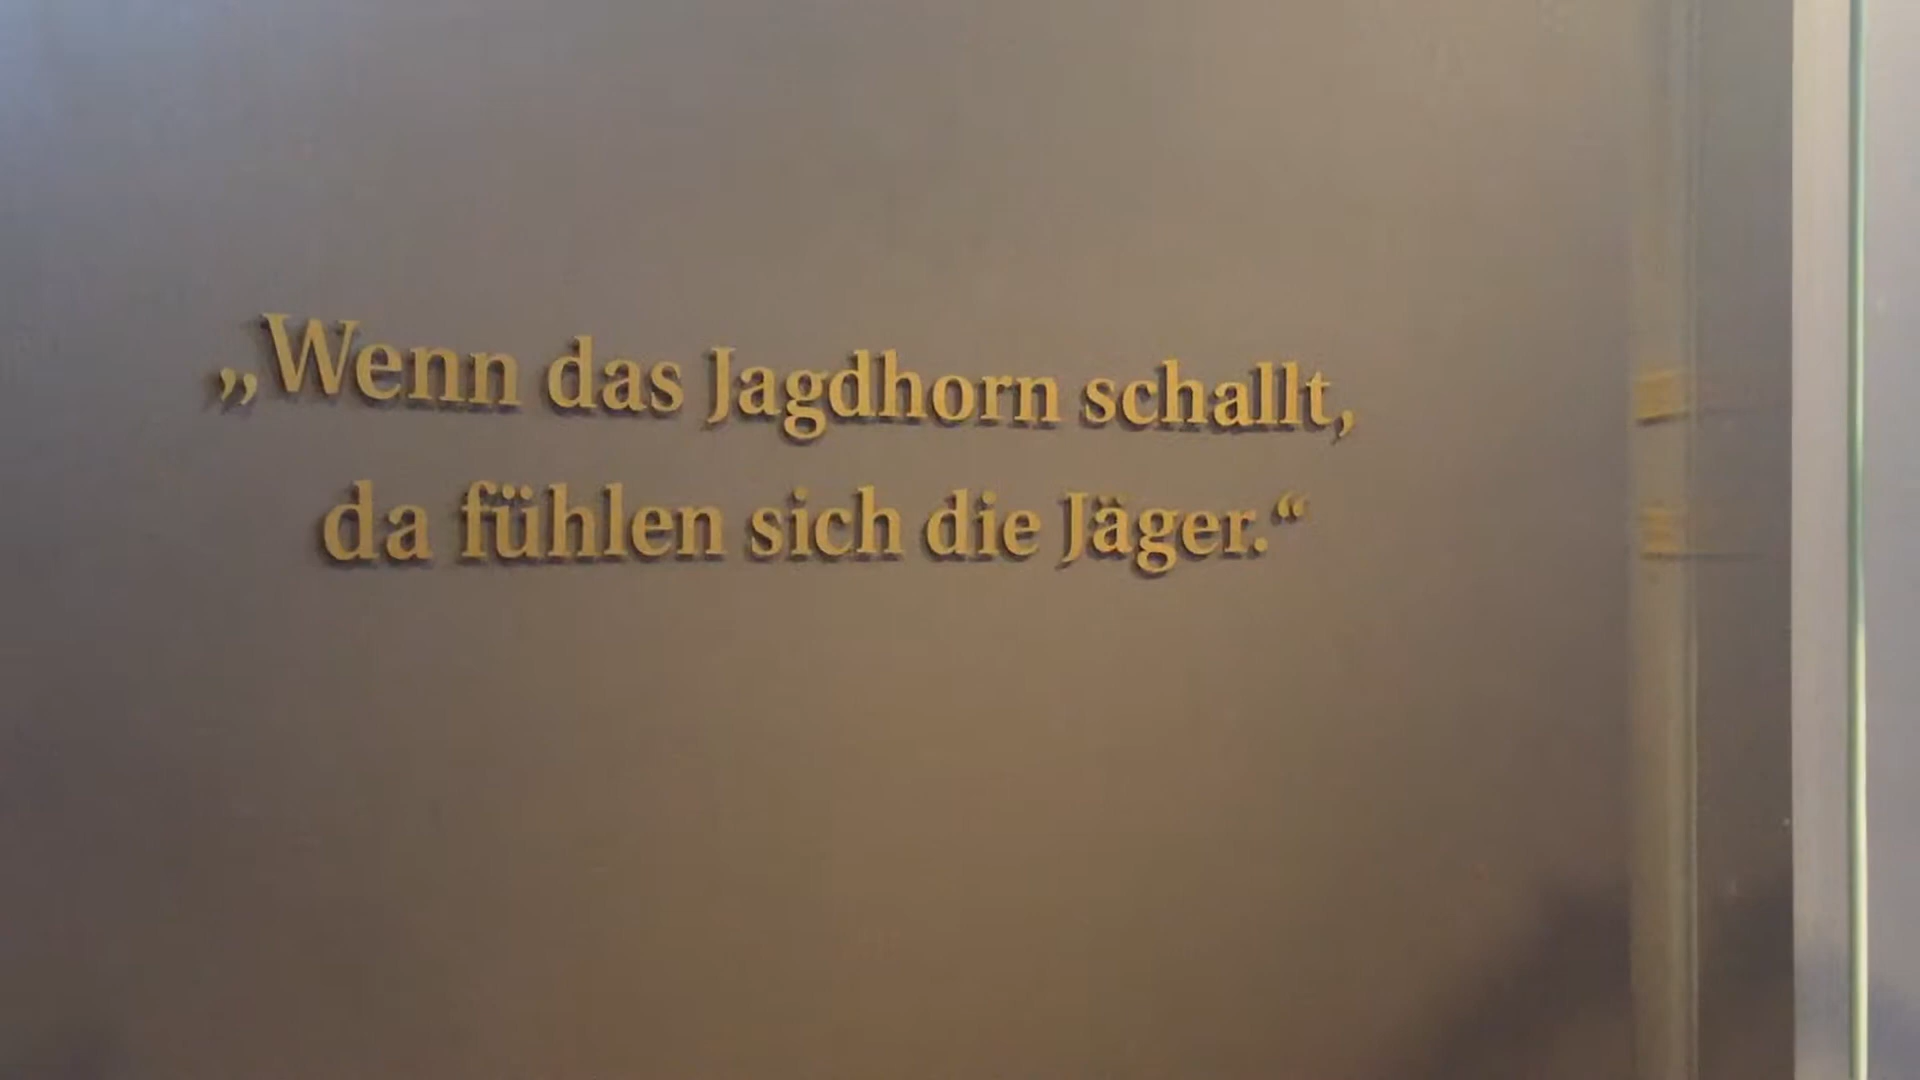 „Wenn das Jagdhorn schallt,
da fühlen sich die Jäger.“